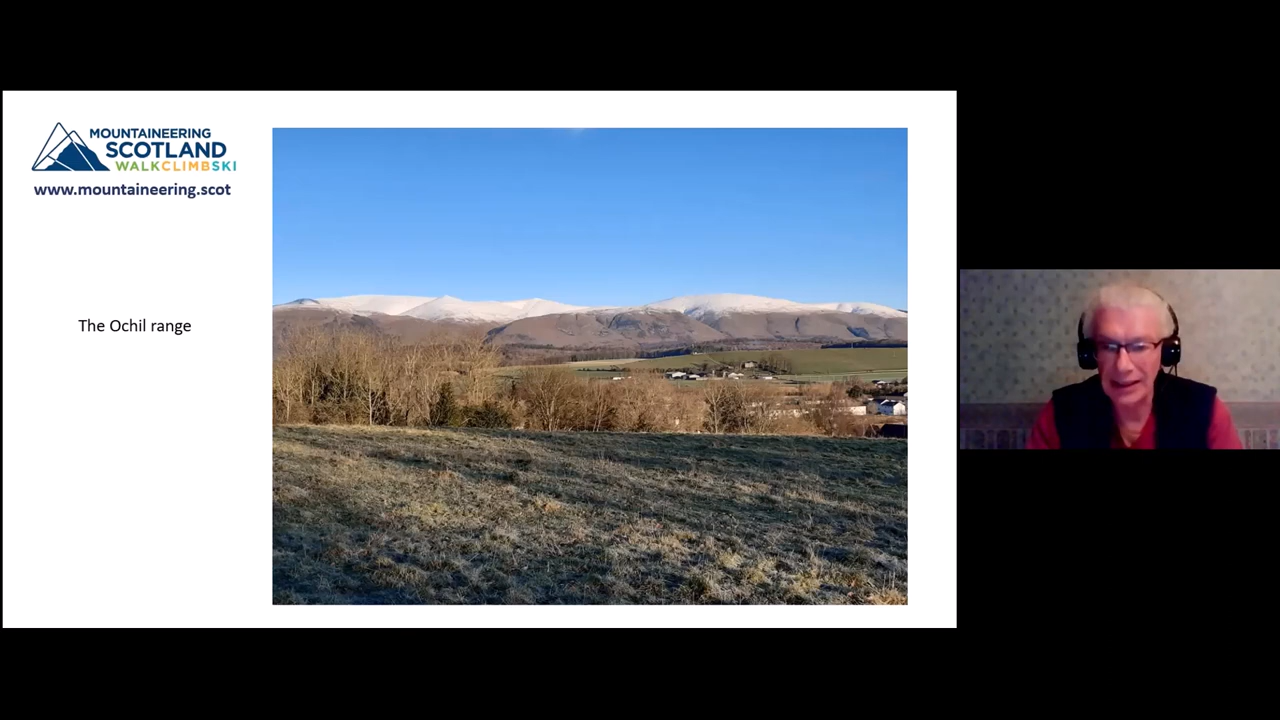 MOUNTAINEERING
SCOTLAND
WALKCLIMBSKI
www.mountaineering.scot
The Ochil range